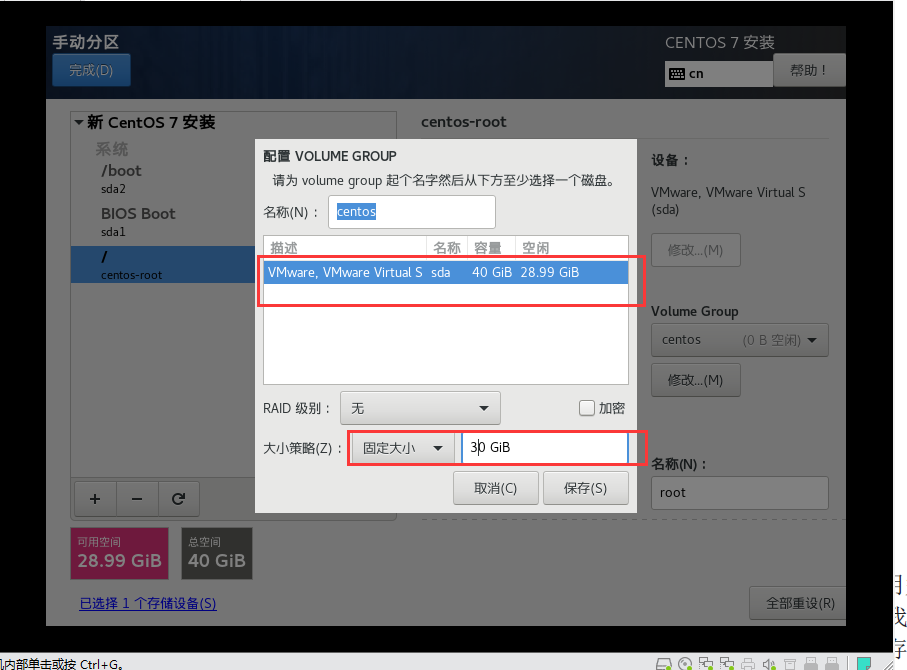 手动分区
CENTOS 7 安装
完成(D)
cn
帮助！
新 CentOS 7 安装
centos-root
系统
/boot
sda2
BIOS Boot
sda1
/
centos-root
配置 VOLUME GROUP
请为 volume group 起个名字然后从下方至少选择一个磁盘。
名称(N)：
centos
描述 名称 容量 空闲
VMware, VMware Virtual S sda 40 GiB 28.99 GiB
RAID 级别：
无
加密
大小策略(Z)：
固定大小
30 GiB
取消(C)
保存(S)
设备：
VMware, VMware Virtual S
(sda)
修改...(M)
Volume Group
centos (0 B 空闲)
修改...(M)
名称(N)：
root
+ −
可用空间
28.99 GiB
总空间
40 GiB
已选择 1 个存储设备(S)
全部重设(R)
机内部单击或按 Ctrl+G。
我
存